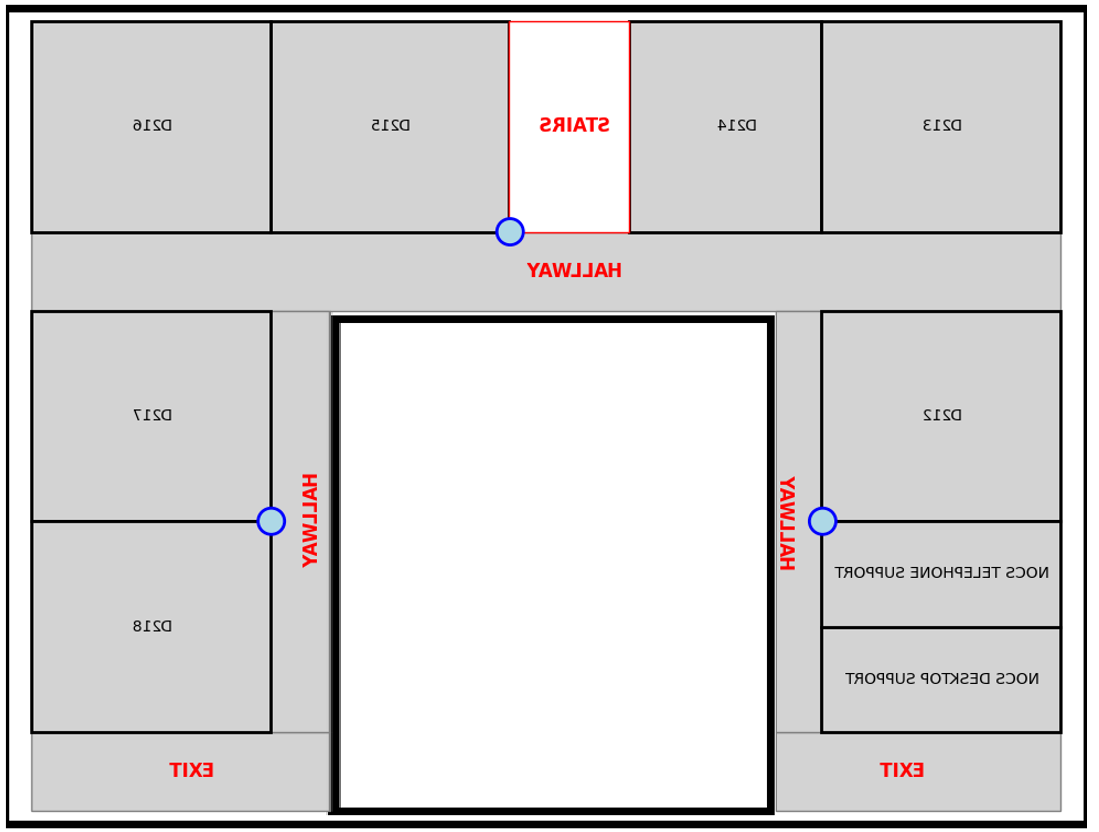 D216
D215
STAIRS
D214
D213
HALLWAY
D217
D212
HALLWAY
HALLWAY
NOCS TELEPHONE SUPPORT
D218
NOCS DESKTOP SUPPORT
EXIT
EXIT